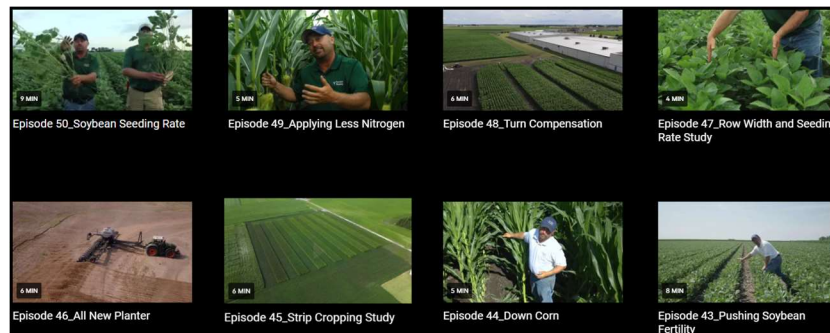 9 MIN
5 MIN
6 MIN
4 MIN
Episode 50_Soybean Seeding Rate
Episode 49_Applying Less Nitrogen
Episode 48_Turn Compensation
Episode 47_Row Width and Seedin
Rate Study
6 MIN
6 MIN
5 MIN
8 MIN
Episode 46_All New Planter
Episode 45_Strip Cropping Study
Episode 44_Down Corn
Episode 43_Pushing Soybean
Fertility